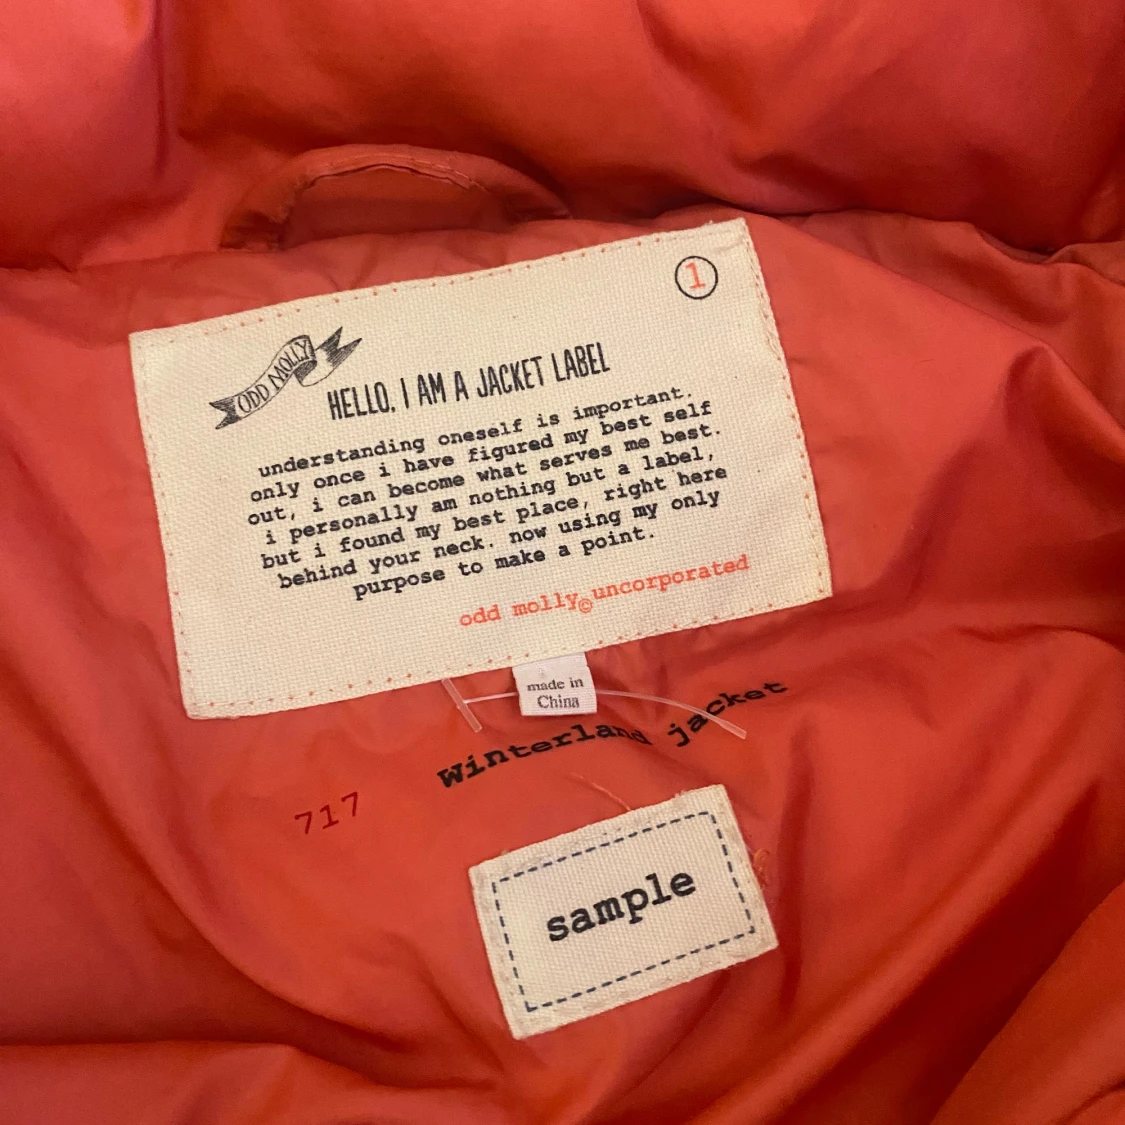 1
ODD MOLLY
HELLO. I AM A JACKET LABEL
understanding oneself is important.
only once i have figured my best self
out, i can become what serves me best.
i personally am nothing but a label,
but i found my best place, right here
behind your neck. now using my only
purpose to make a point.
odd molly©uncorporated
made in
China
Winterland jacket
717
sample